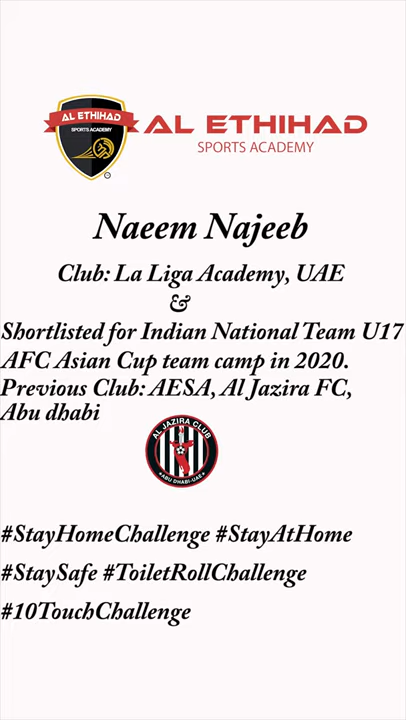 AL ETHIHAD
SPORTS ACADEMY
AL ETHIHAD
SPORTS ACADEMY
Naeem Najeeb
Club: La Liga Academy, UAE
&
Shortlisted for Indian National Team U17
AFC Asian Cup team camp in 2020.
Previous Club: AESA, Al Jazira FC,
Abu dhabi
AL JAZIRA CLUB
ABU DHABI-UAE
#StayHomeChallenge #StayAtHome
#StaySafe #ToiletRollChallenge
#10TouchChallenge